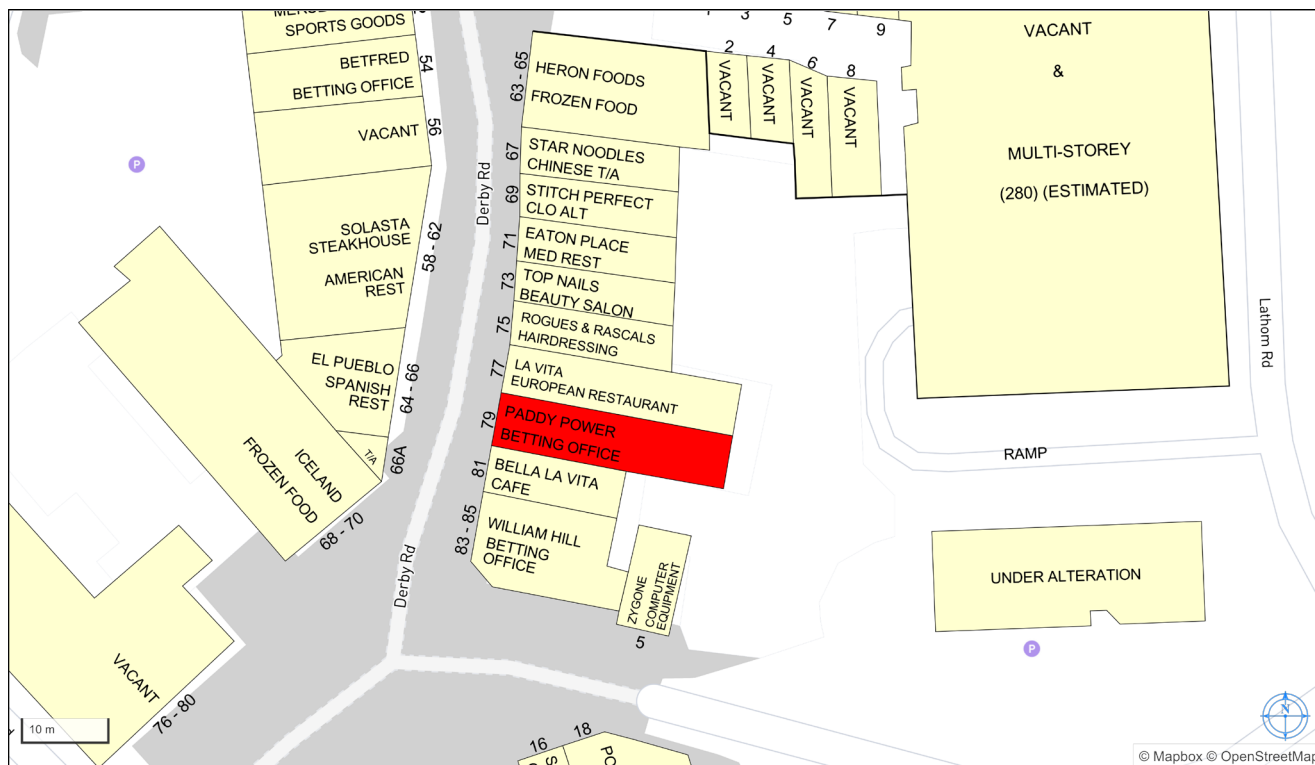 SPORTS GOODS
54
BETFRED
BETTING OFFICE
56
VACANT
58 - 62
SOLASTA
STEAKHOUSE
AMERICAN
REST
64 - 66
EL PUEBLO
SPANISH
REST
66A
T/A
ICELAND
FROZEN FOOD
68 - 70
VACANT
76 - 80
P
Derby Rd
Derby Rd
63 - 65
HERON FOODS
FROZEN FOOD
67
STAR NOODLES
CHINESE T/A
69
STITCH PERFECT
CLO ALT
71
EATON PLACE
MED REST
73
TOP NAILS
BEAUTY SALON
75
ROGUES & RASCALS
HAIRDRESSING
77
LA VITA
EUROPEAN RESTAURANT
79
PADDY POWER
BETTING OFFICE
81
BELLA LA VITA
CAFE
83 - 85
WILLIAM HILL
BETTING
OFFICE
ZYGONE
COMPUTER
EQUIPMENT
5
3
5
7
9
2
VACANT
4
VACANT
6
VACANT
8
VACANT
VACANT
&
MULTI-STOREY
(280) (ESTIMATED)
Lathom Rd
RAMP
UNDER ALTERATION
P
16
18
10 m
N
© Mapbox © OpenStreetMap